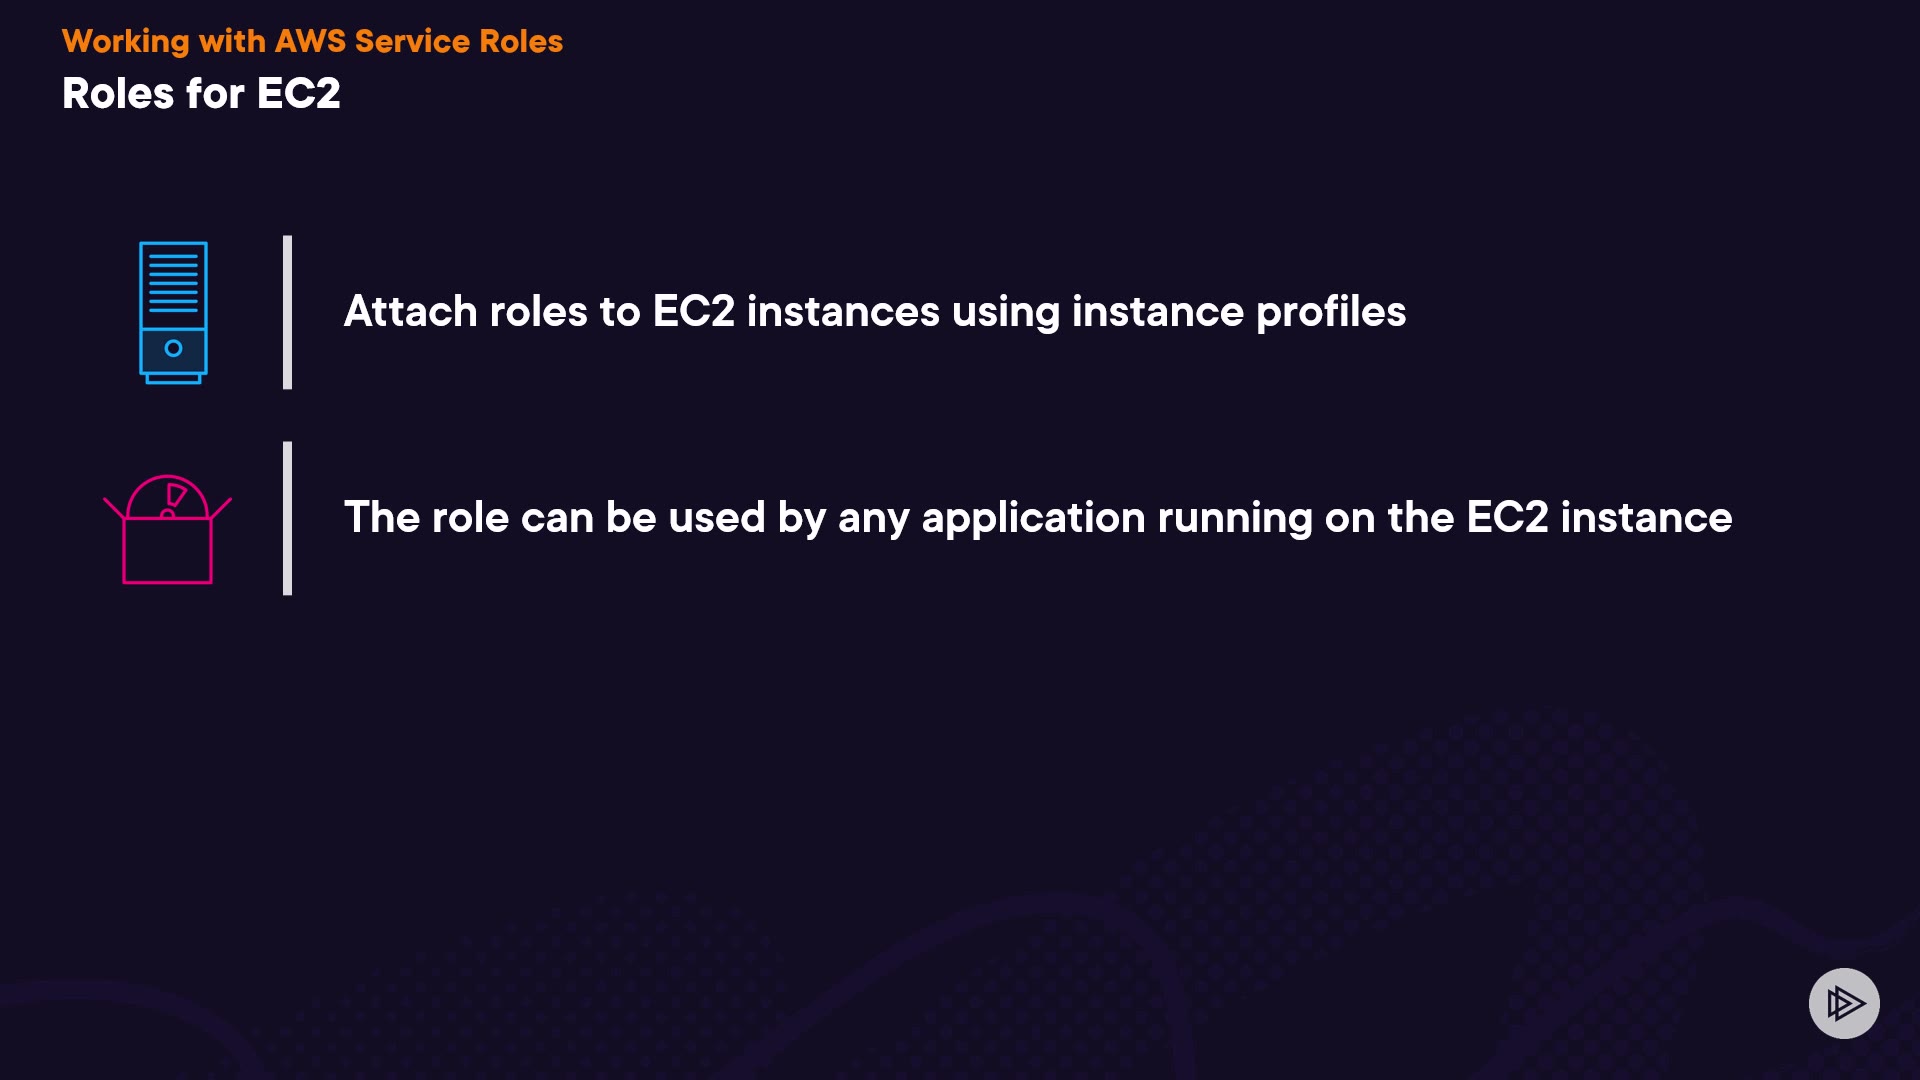 Working with AWS Service Roles
Roles for EC2
Attach roles to EC2 instances using instance profiles
The role can be used by any application running on the EC2 instance